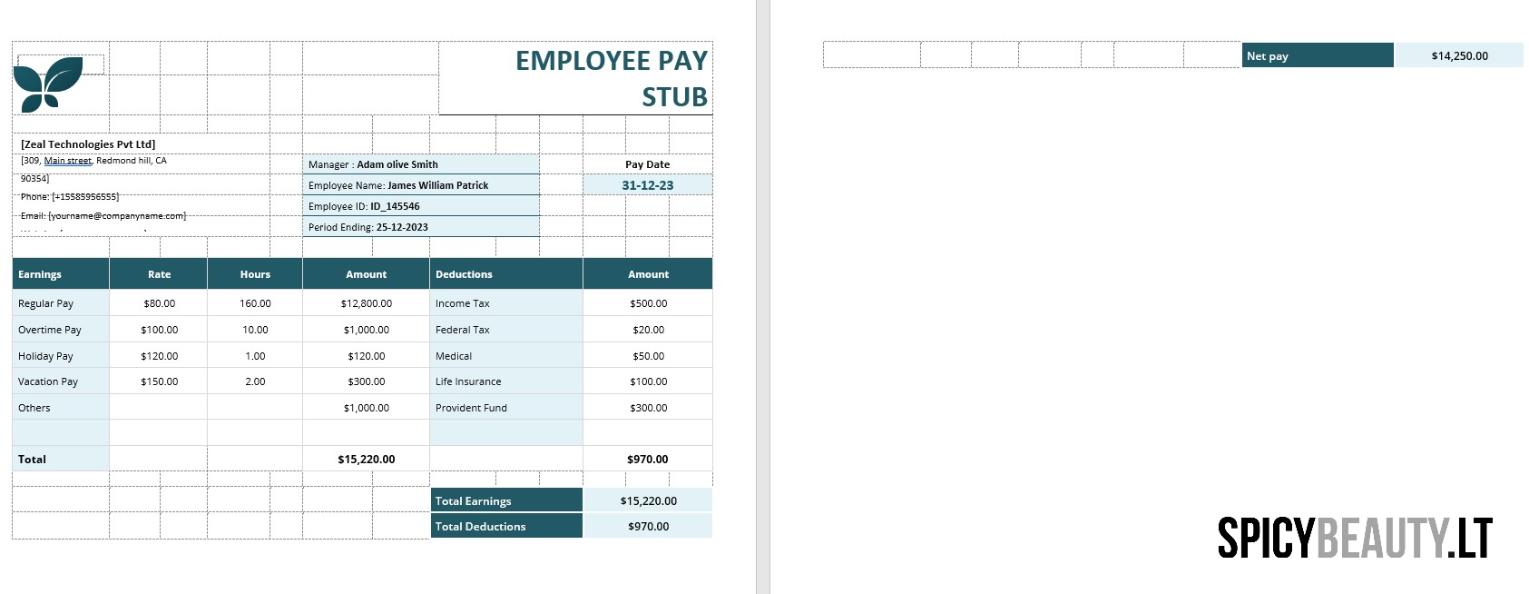 EMPLOYEE PAY
STUB
[Zeal Technologies Pvt Ltd]
[309, Main street, Redmond hill, CA
90354]
Phone: [+15585956555]
Email: [yourname@companyname.com]
Manager : Adam olive Smith
Employee Name: James William Patrick
Employee ID: ID_145546
Period Ending: 25-12-2023
Pay Date
31-12-23
Earnings Rate Hours Amount Deductions Amount
Regular Pay $80.00 160.00 $12,800.00 Income Tax $500.00
Overtime Pay $100.00 10.00 $1,000.00 Federal Tax $20.00
Holiday Pay $120.00 1.00 $120.00 Medical $50.00
Vacation Pay $150.00 2.00 $300.00 Life Insurance $100.00
Others $1,000.00 Provident Fund $300.00
Total $15,220.00 $970.00
Total Earnings $15,220.00
Total Deductions $970.00
Net pay $14,250.00
SPICYBEAUTY.LT